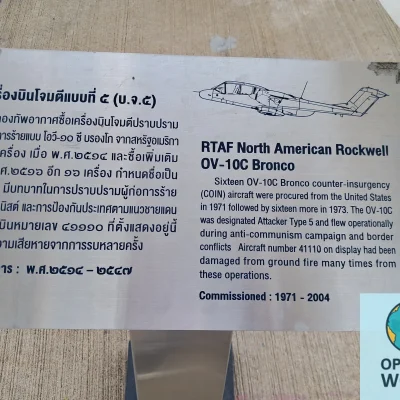 รื่องบินโจมตีแบบที่ ๕ (บ.จ.๕)
องทัพอากาศซื้อเครื่องบินโจมตีปราบปราม
การร้ายแบบ โอวี-๑๐ ซี บรองโก จากสหรัฐอเมริกา
เครื่อง เมื่อ พ.ศ.๒๕๑๔ และซื้อเพิ่มเติม
ศ.๒๕๑๖ อีก ๑๖ เครื่อง กำหนดชื่อเป็น
มีบทบาทในการปราบปรามผู้ก่อการร้าย
นิสต์ และการป้องกันประเทศตามแนวชายแดน
หมายเลข ๔๑๑๑๐ ที่ตั้งแสดงอยู่นี้
ความเสียหายจากการรบหลายครั้ง
การ : พ.ศ.๒๕๑๔ – ๒๕๔๗
RTAF North American Rockwell
OV-10C Bronco
Sixteen OV-10C Bronco counter-insurgency
(COIN) aircraft were procured from the United States
in 1971 followed by sixteen more in 1973. The OV-10C
was designated Attacker Type 5 and flew operationally
during anti-communism campaign and border
conflicts Aircraft number 41110 on display had been
damaged from ground fire many times from
these operations.
Commissioned : 1971 - 2004
OP
W